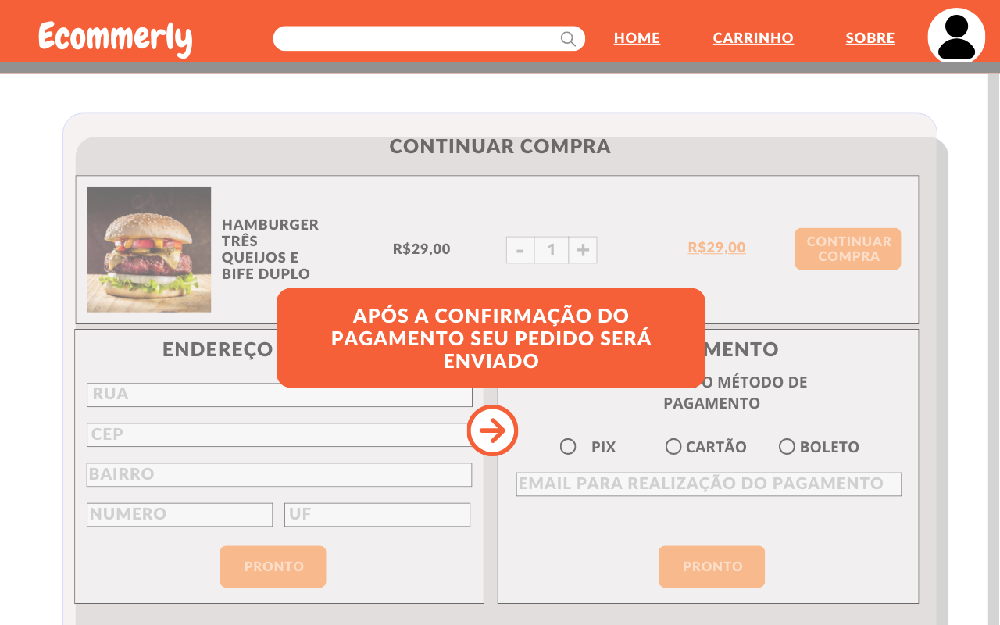 Ecommerly
HOME
CARRINHO
SOBRE
CONTINUAR COMPRA
HAMBURGER
TRÊS
QUEIJOS E
BIFE DUPLO
R$29,00
- 1 +
R$29,00
CONTINUAR
COMPRA
APÓS A CONFIRMAÇÃO DO
PAGAMENTO SEU PEDIDO SERÁ
ENVIADO
ENDEREÇO
RUA
CEP
BAIRRO
NUMERO
UF
PRONTO
MENTO
O MÉTODO DE
PAGAMENTO
PIX
CARTÃO
BOLETO
EMAIL PARA REALIZAÇÃO DO PAGAMENTO
PRONTO